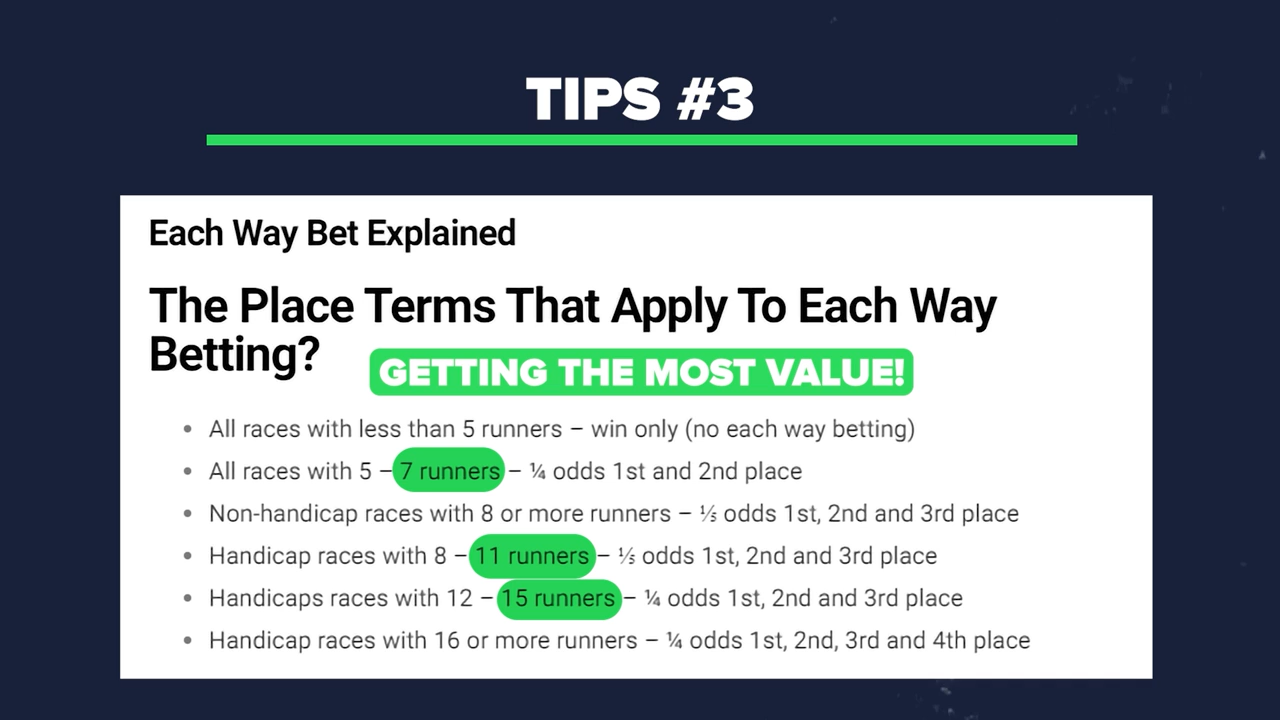 TIPS #3
Each Way Bet Explained
The Place Terms That Apply To Each Way
Betting?
GETTING THE MOST VALUE!
• All races with less than 5 runners – win only (no each way betting)
• All races with 5 – 7 runners – ¼ odds 1st and 2nd place
• Non-handicap races with 8 or more runners – ⅕ odds 1st, 2nd and 3rd place
• Handicap races with 8 – 11 runners – ⅕ odds 1st, 2nd and 3rd place
• Handicaps races with 12 – 15 runners – ¼ odds 1st, 2nd and 3rd place
• Handicap races with 16 or more runners – ¼ odds 1st, 2nd, 3rd and 4th place